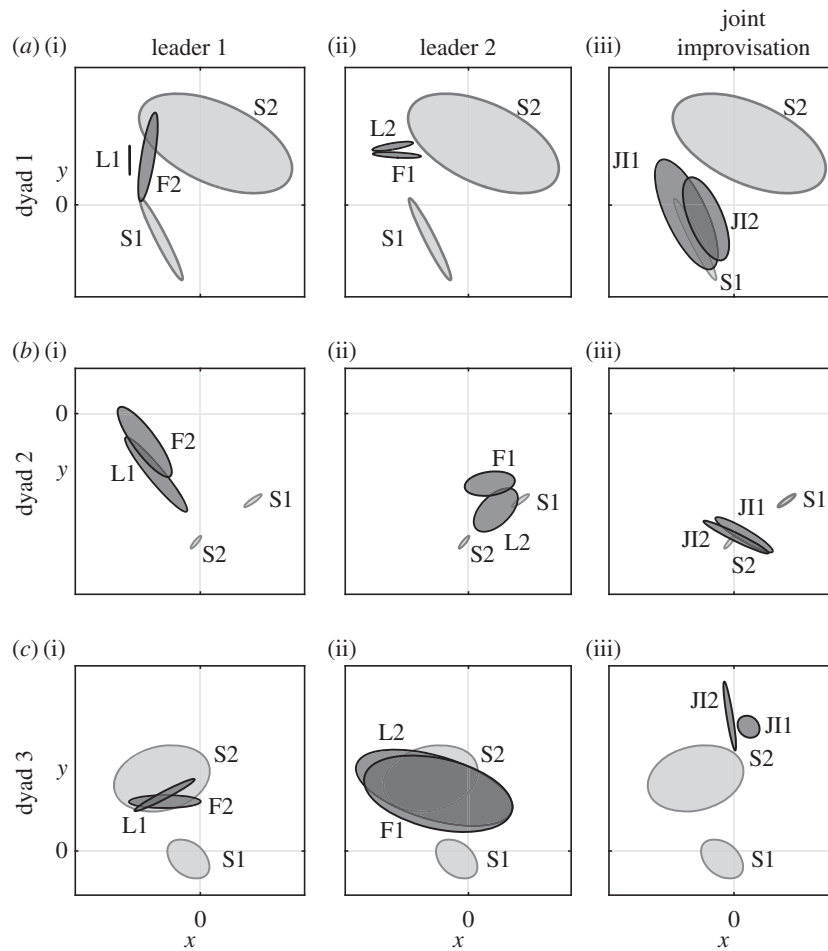 joint
leader 1 leader 2 improvisation
(a) (i) (ii) (iii)
S2 S2 S2
L1 F2 L2 F1 JI1 JI2
dyad 1 y
0
S1 S1 S1
(b) (i) (ii) (iii)
0
F2 F1
dyad 2 y
L1 S1 S1 JI1 S1
S2 S2 L2 JI2 S2
(c) (i) (ii) (iii)
JI2 JI1
S2 L2 S2 S2
dyad 3 y
L1 F2 F1
0
S1 S1 S1
0 0 0
x x x